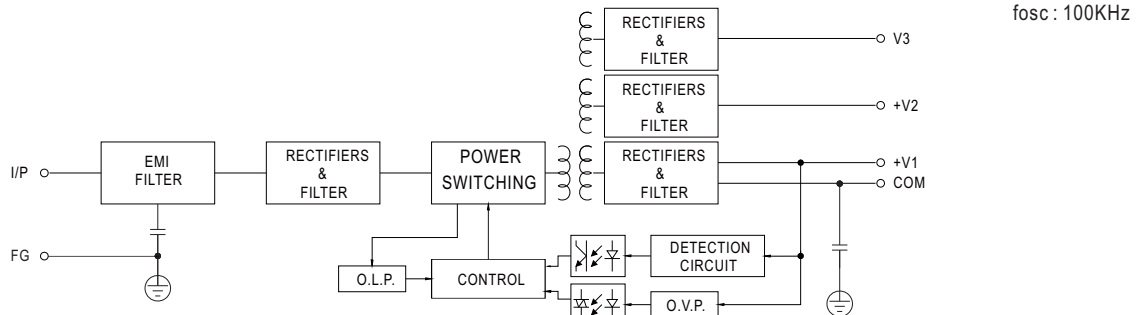 fosc : 100KHz
RECTIFIERS
&
FILTER
V3
RECTIFIERS
&
FILTER
+V2
I/P
EMI
FILTER
RECTIFIERS
&
FILTER
POWER
SWITCHING
RECTIFIERS
&
FILTER
+V1
COM
FG
O.L.P.
CONTROL
DETECTION
CIRCUIT
O.V.P.